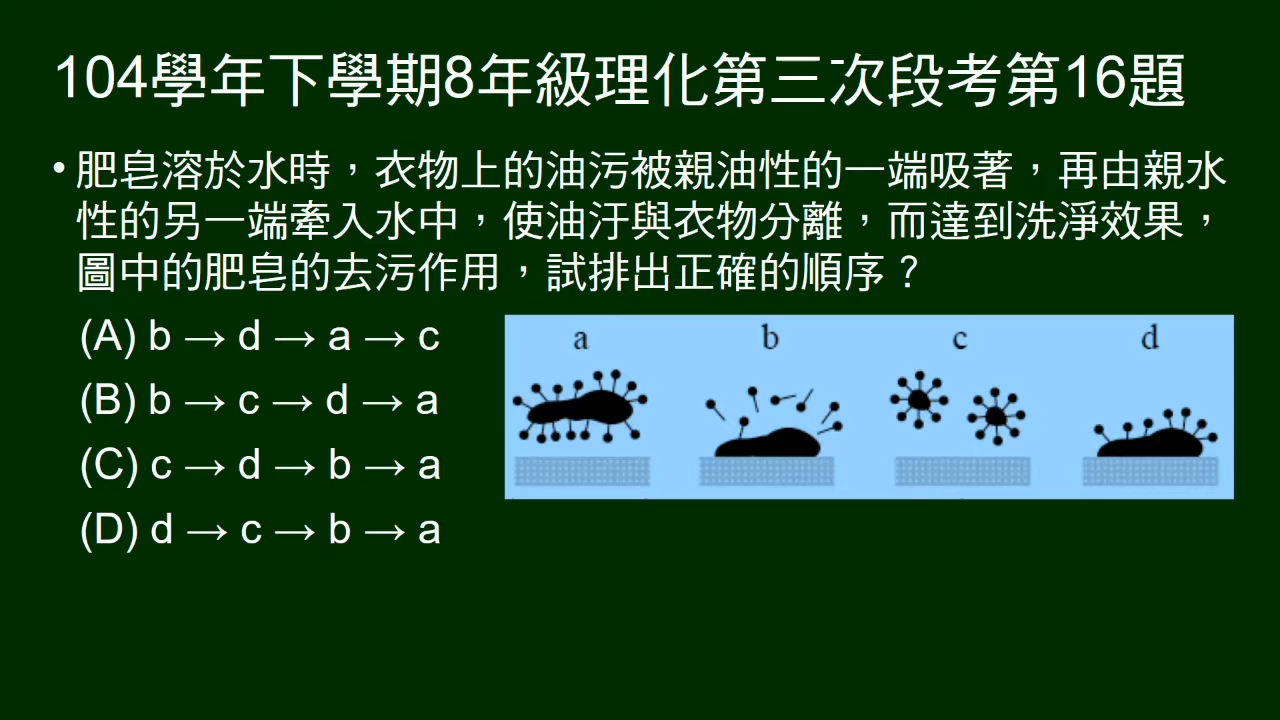 104學年下學期8年級理化第三次段考第16題
• 肥皂溶於水時，衣物上的油污被親油性的一端吸著，再由親水
性的另一端牽入水中，使油汙與衣物分離，而達到洗淨效果，
圖中的肥皂的去污作用，試排出正確的順序？
(A) b → d → a → c
(B) b → c → d → a
(C) c → d → b → a
(D) d → c → b → a
a b c d